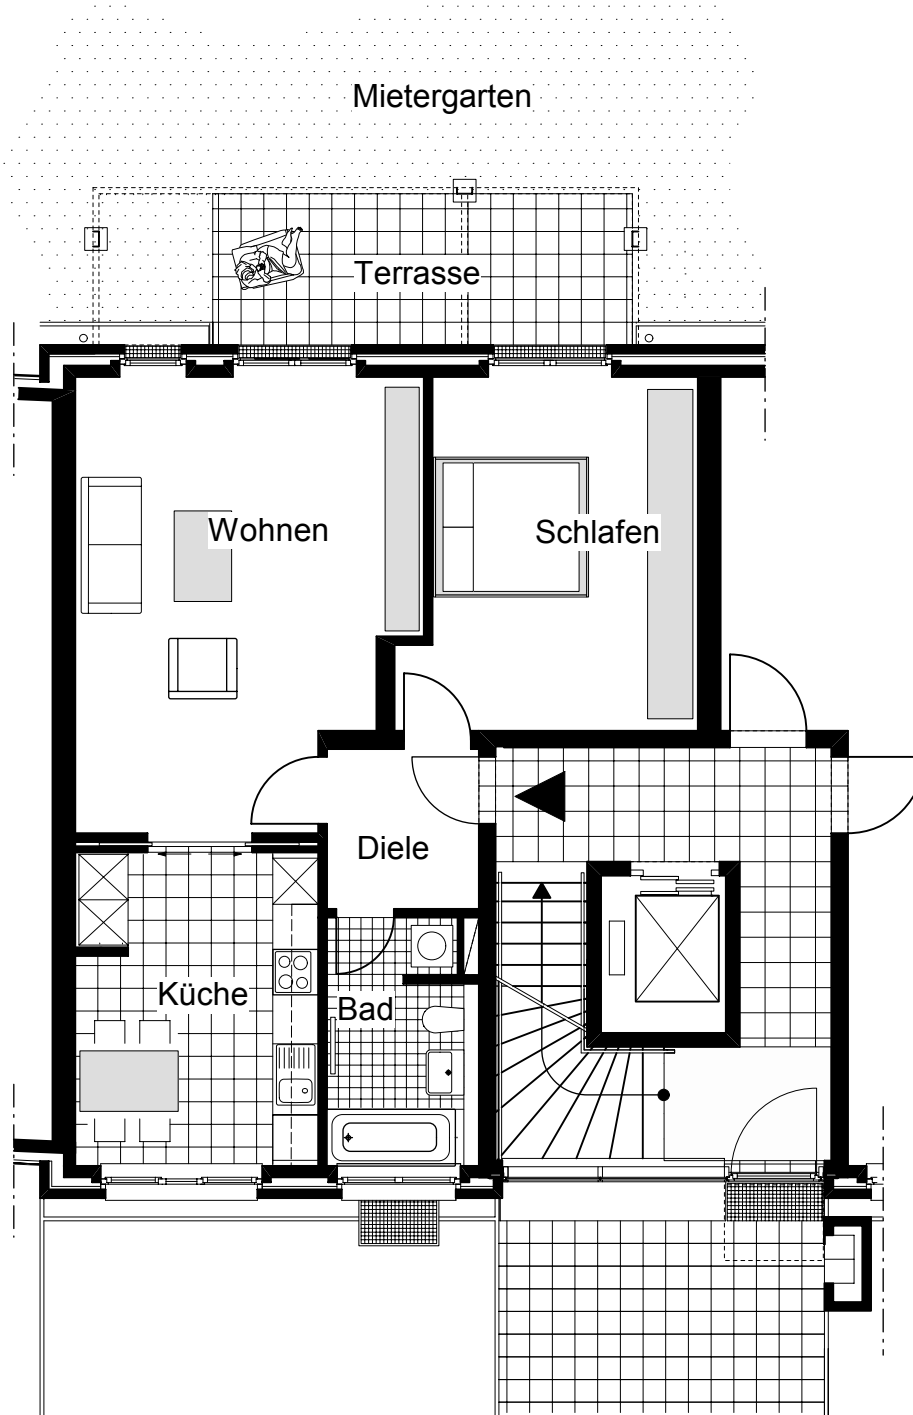 Mietergarten
Terrasse
Wohnen
Schlafen
Diele
Küche
Bad